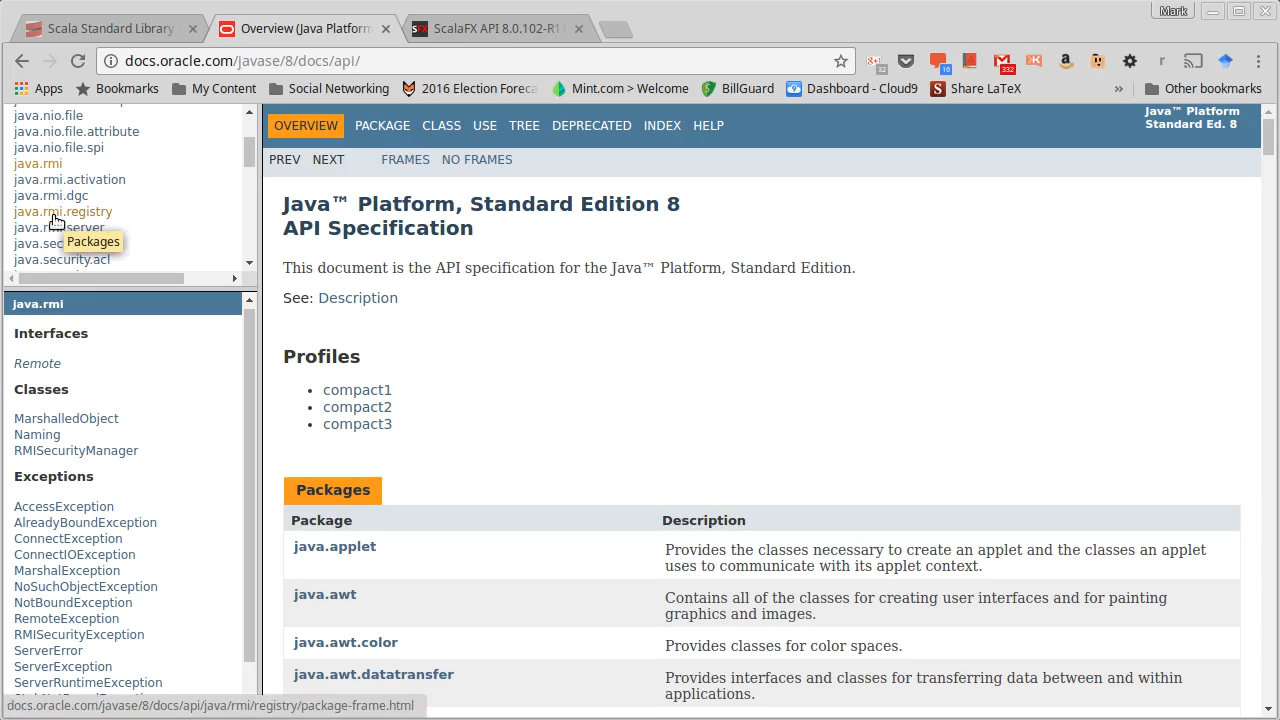 Mark
Scala Standard Library
Overview (Java Platform
SFX
ScalaFX API 8.0.102-R11
docs.oracle.com/javase/8/docs/api/
32
16
332
Apps
Bookmarks
My Content
Social Networking
2016 Election Foreca
Mint.com > Welcome
BillGuard
Dashboard - Cloud9
Share LaTeX
»
Other bookmarks
java.nio.file
java.nio.file.attribute
java.nio.file.spi
java.rmi
java.rmi.activation
java.rmi.dgc
java.rmi.registry
java.rmi.server
java.sec
Packages
java.security.acl
java.rmi
Interfaces
Remote
Classes
MarshalledObject
Naming
RMISecurityManager
Exceptions
AccessException
AlreadyBoundException
ConnectException
ConnectIOException
MarshalException
NoSuchObjectException
NotBoundException
RemoteException
RMISecurityException
ServerError
ServerException
ServerRuntimeException
docs.oracle.com/javase/8/docs/api/java/rmi/registry/package-frame.html
OVERVIEW PACKAGE CLASS USE TREE DEPRECATED INDEX HELP
Java™ Platform
Standard Ed. 8
PREV NEXT FRAMES NO FRAMES
Java™ Platform, Standard Edition 8
API Specification
This document is the API specification for the Java™ Platform, Standard Edition.
See: Description
Profiles
• compact1
• compact2
• compact3
Packages
Package Description
java.applet
Provides the classes necessary to create an applet and the classes an applet
uses to communicate with its applet context.
java.awt
Contains all of the classes for creating user interfaces and for painting
graphics and images.
java.awt.color
Provides classes for color spaces.
java.awt.datatransfer
Provides interfaces and classes for transferring data between and within
applications.